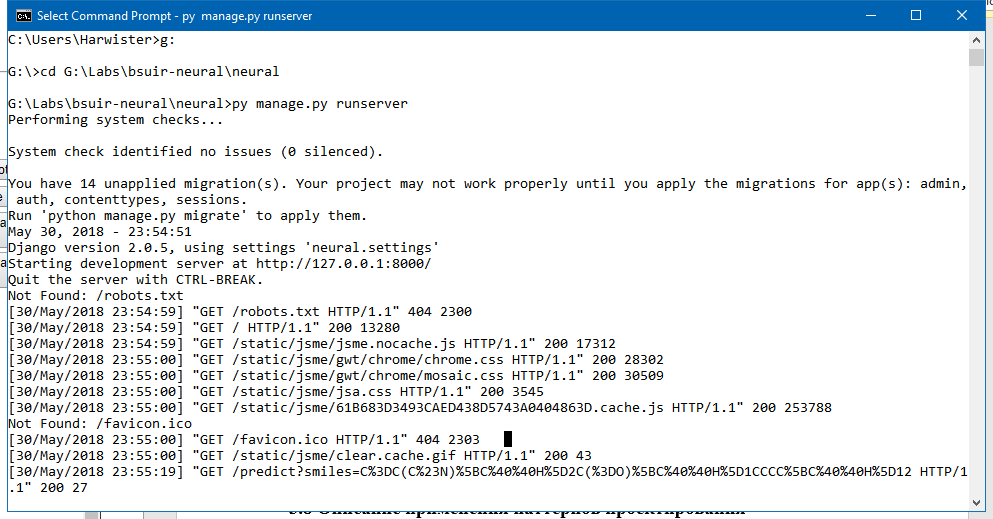 Select Command Prompt - py  manage.py runserver
C:\Users\Harwister>g:
G:\>cd G:\Labs\bsuir-neural\neural
G:\Labs\bsuir-neural\neural>py manage.py runserver
Performing system checks...
System check identified no issues (0 silenced).
You have 14 unapplied migration(s). Your project may not work properly until you apply the migrations for app(s): admin,
 auth, contenttypes, sessions.
Run 'python manage.py migrate' to apply them.
May 30, 2018 - 23:54:51
Django version 2.0.5, using settings 'neural.settings'
Starting development server at http://127.0.0.1:8000/
Quit the server with CTRL-BREAK.
Not Found: /robots.txt
[30/May/2018 23:54:59] "GET /robots.txt HTTP/1.1" 404 2300
[30/May/2018 23:54:59] "GET / HTTP/1.1" 200 13280
[30/May/2018 23:54:59] "GET /static/jsme/jsme.nocache.js HTTP/1.1" 200 17312
[30/May/2018 23:55:00] "GET /static/jsme/gwt/chrome/chrome.css HTTP/1.1" 200 28302
[30/May/2018 23:55:00] "GET /static/jsme/gwt/chrome/mosaic.css HTTP/1.1" 200 30509
[30/May/2018 23:55:00] "GET /static/jsme/jsa.css HTTP/1.1" 200 3545
[30/May/2018 23:55:00] "GET /static/jsme/61B683D3493CAED438D5743A0404863D.cache.js HTTP/1.1" 200 253788
Not Found: /favicon.ico
[30/May/2018 23:55:00] "GET /favicon.ico HTTP/1.1" 404 2303
[30/May/2018 23:55:00] "GET /static/jsme/clear.cache.gif HTTP/1.1" 200 43
[30/May/2018 23:55:19] "GET /predict?smiles=C%3DC(C%23N)%5BC%40%40H%5D2C(%3DO)%5BC%40%40H%5D1CCCC%5BC%40%40H%5D12 HTTP/1
.1" 200 27